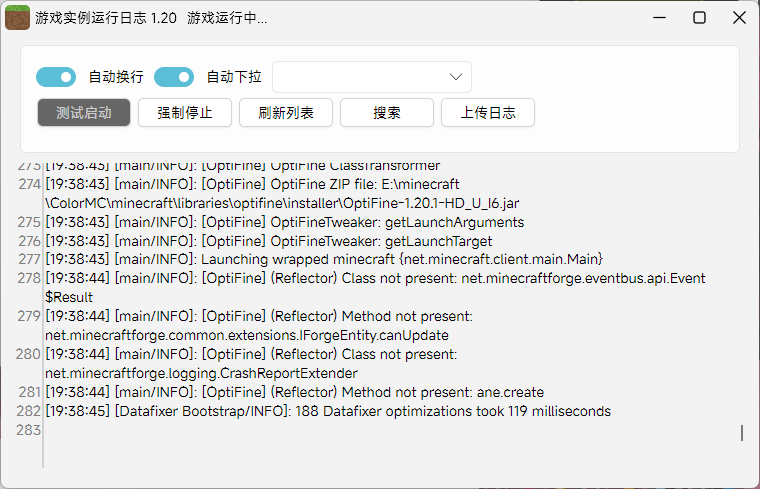 游戏实例运行日志 1.20 游戏运行中...
自动换行 自动下拉
测试启动 强制停止 刷新列表 搜索 上传日志
273 [19:38:43] [main/INFO]: [OptiFine] OptiFine ClassTransformer
274 [19:38:43] [main/INFO]: [OptiFine] OptiFine ZIP file: E:\minecraft
\ColorMC\minecraft\libraries\optifine\installer\OptiFine-1.20.1-HD_U_I6.jar
275 [19:38:43] [main/INFO]: [OptiFine] OptiFineTweaker: getLaunchArguments
276 [19:38:43] [main/INFO]: [OptiFine] OptiFineTweaker: getLaunchTarget
277 [19:38:43] [main/INFO]: Launching wrapped minecraft {net.minecraft.client.main.Main}
278 [19:38:44] [main/INFO]: [OptiFine] (Reflector) Class not present: net.minecraftforge.eventbus.api.Event
$Result
279 [19:38:44] [main/INFO]: [OptiFine] (Reflector) Method not present:
net.minecraftforge.common.extensions.IForgeEntity.canUpdate
280 [19:38:44] [main/INFO]: [OptiFine] (Reflector) Class not present:
net.minecraftforge.logging.CrashReportExtender
281 [19:38:44] [main/INFO]: [OptiFine] (Reflector) Method not present: ane.create
282 [19:38:45] [Datafixer Bootstrap/INFO]: 188 Datafixer optimizations took 119 milliseconds
283